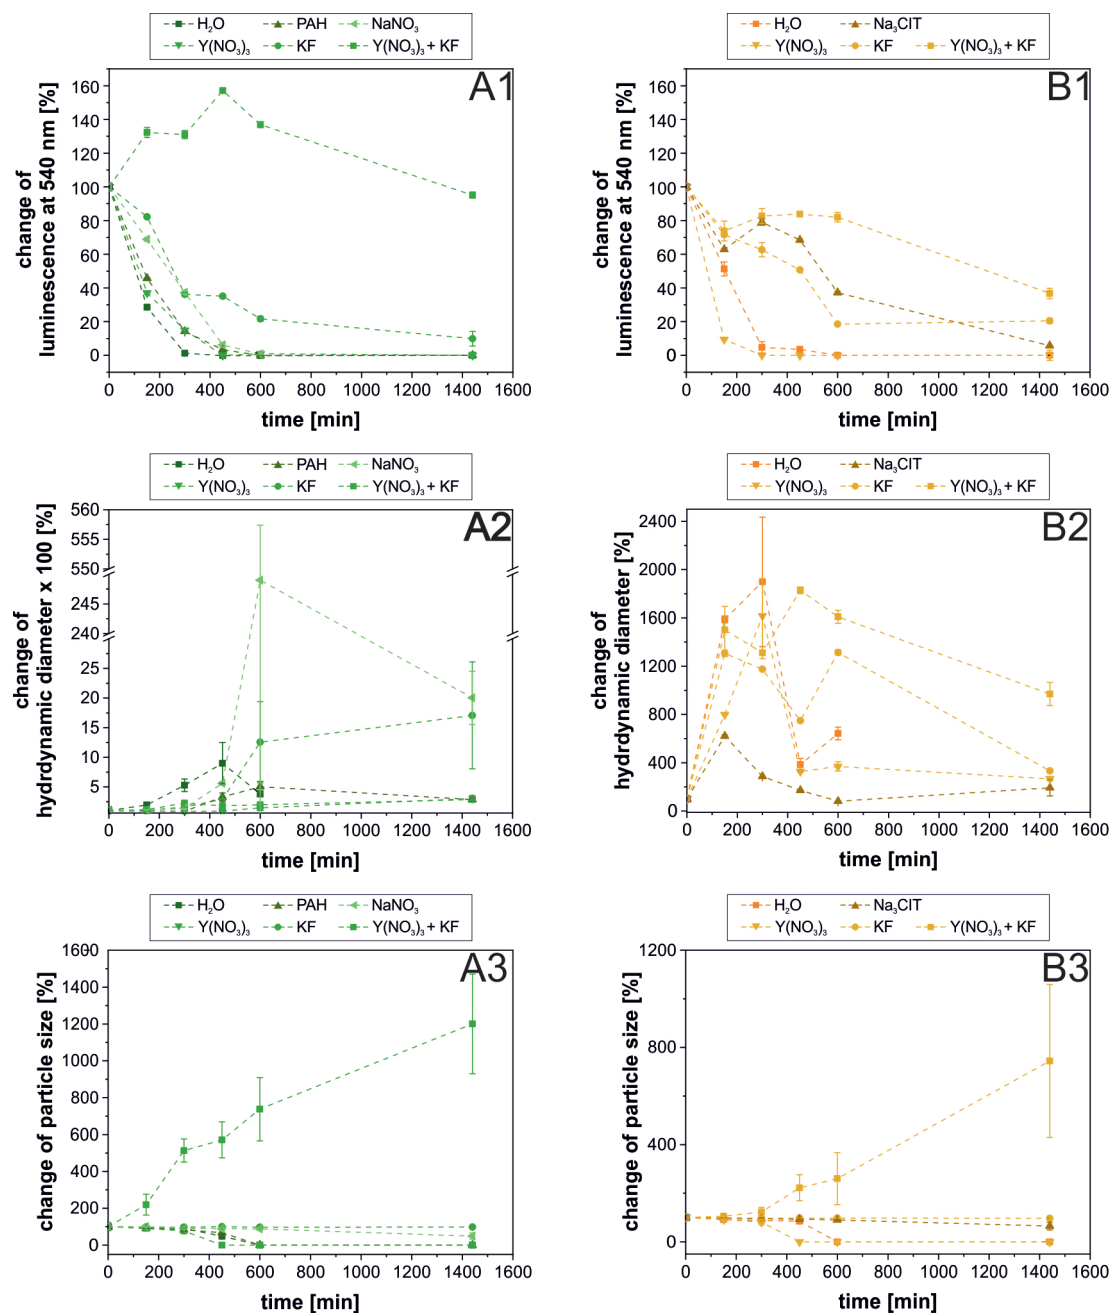 H₂O PAH NaNO₃
Y(NO₃)₃ KF Y(NO₃)₃ + KF
A1
change of
luminescence at 540 nm [%]
160
140
120
100
80
60
40
20
0
0 200 400 600 800 1000 1200 1400 1600
time [min]
H₂O Na₃CIT
Y(NO₃)₃ KF Y(NO₃)₃ + KF
B1
change of
luminescence at 540 nm [%]
160
140
120
100
80
60
40
20
0
0 200 400 600 800 1000 1200 1400 1600
time [min]
H₂O PAH NaNO₃
Y(NO₃)₃ KF Y(NO₃)₃ + KF
A2
change of
hydrdynamic diameter x 100 [%]
560
555
550
245
240
25
20
15
10
5
0 200 400 600 800 1000 1200 1400 1600
time [min]
H₂O Na₃CIT
Y(NO₃)₃ KF Y(NO₃)₃ + KF
B2
change of
hydrdynamic diameter [%]
2400
2000
1600
1200
800
400
0
0 200 400 600 800 1000 1200 1400 1600
time [min]
H₂O PAH NaNO₃
Y(NO₃)₃ KF Y(NO₃)₃ + KF
A3
change of particle size [%]
1600
1400
1200
1000
800
600
400
200
0
0 200 400 600 800 1000 1200 1400 1600
time [min]
H₂O Na₃CIT
Y(NO₃)₃ KF Y(NO₃)₃ + KF
B3
change of particle size [%]
1200
800
400
0
0 200 400 600 800 1000 1200 1400 1600
time [min]